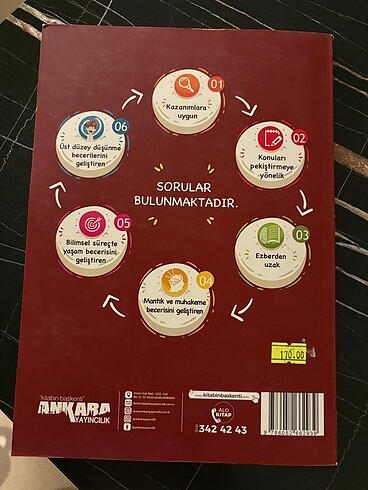 01
Kazanımlara
uygun
02
Konuları
pekiştirmeye
yönelik
03
Ezberden
uzak
04
Mantık ve muhakeme
becerisini geliştiren
05
Bilimsel süreçte
yaşam becerisini
geliştiren
06
Üst düzey düşünme
becerilerini
geliştiren
SORULAR
BULUNMAKTADIR.
170.00
"kitabın başkenti"
ANKARA
YAYINCILIK
www.kitabinbaskenti.com
ALO
KİTAP
342 42 43